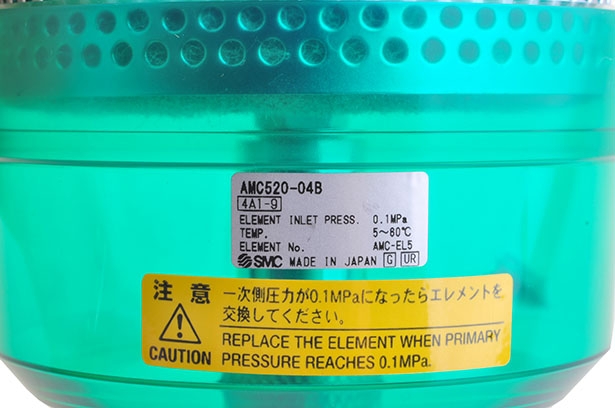 AMC520-04B
4A1-9
ELEMENT INLET PRESS. 0.1MPa
TEMP. 5~60℃
ELEMENT No. AMC-EL5
SMC MADE IN JAPAN G UR
注意
CAUTION
一次側圧力が0.1MPaになったらエレメントを
交換してください。
REPLACE THE ELEMENT WHEN PRIMARY
PRESSURE REACHES 0.1MPa.